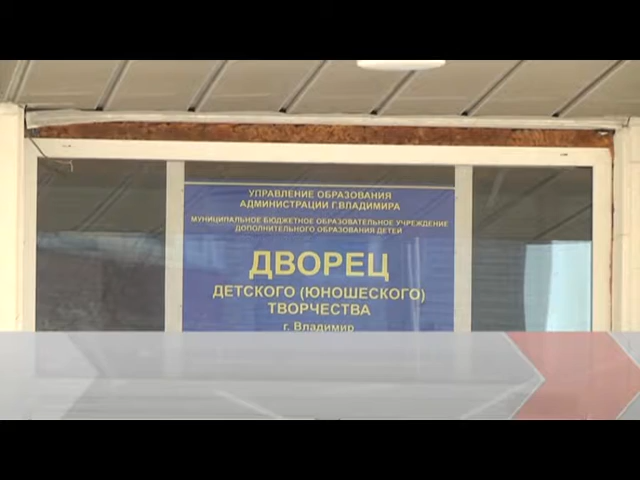 УПРАВЛЕНИЕ ОБРАЗОВАНИЯ
АДМИНИСТРАЦИИ Г.ВЛАДИМИРА
МУНИЦИПАЛЬНОЕ БЮДЖЕТНОЕ ОБРАЗОВАТЕЛЬНОЕ УЧРЕЖДЕНИЕ
ДОПОЛНИТЕЛЬНОГО ОБРАЗОВАНИЯ ДЕТЕЙ
ДВОРЕЦ
ДЕТСКОГО (ЮНОШЕСКОГО)
ТВОРЧЕСТВА
г. Владимир